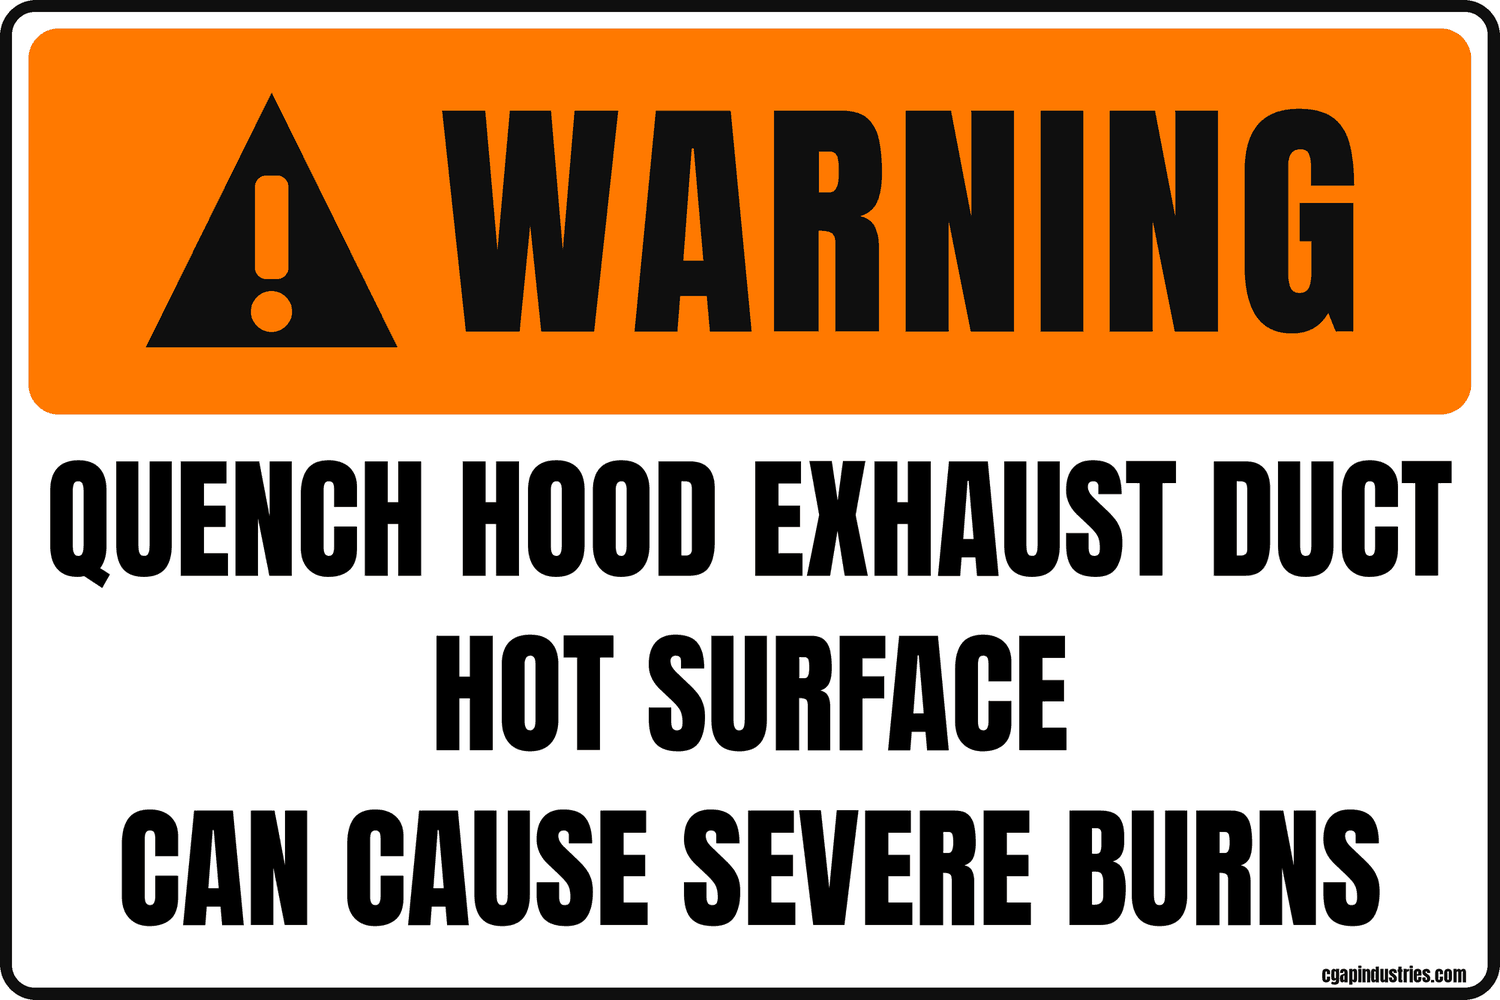 WARNING
QUENCH HOOD EXHAUST DUCT
HOT SURFACE
CAN CAUSE SEVERE BURNS
cgapindustries.com